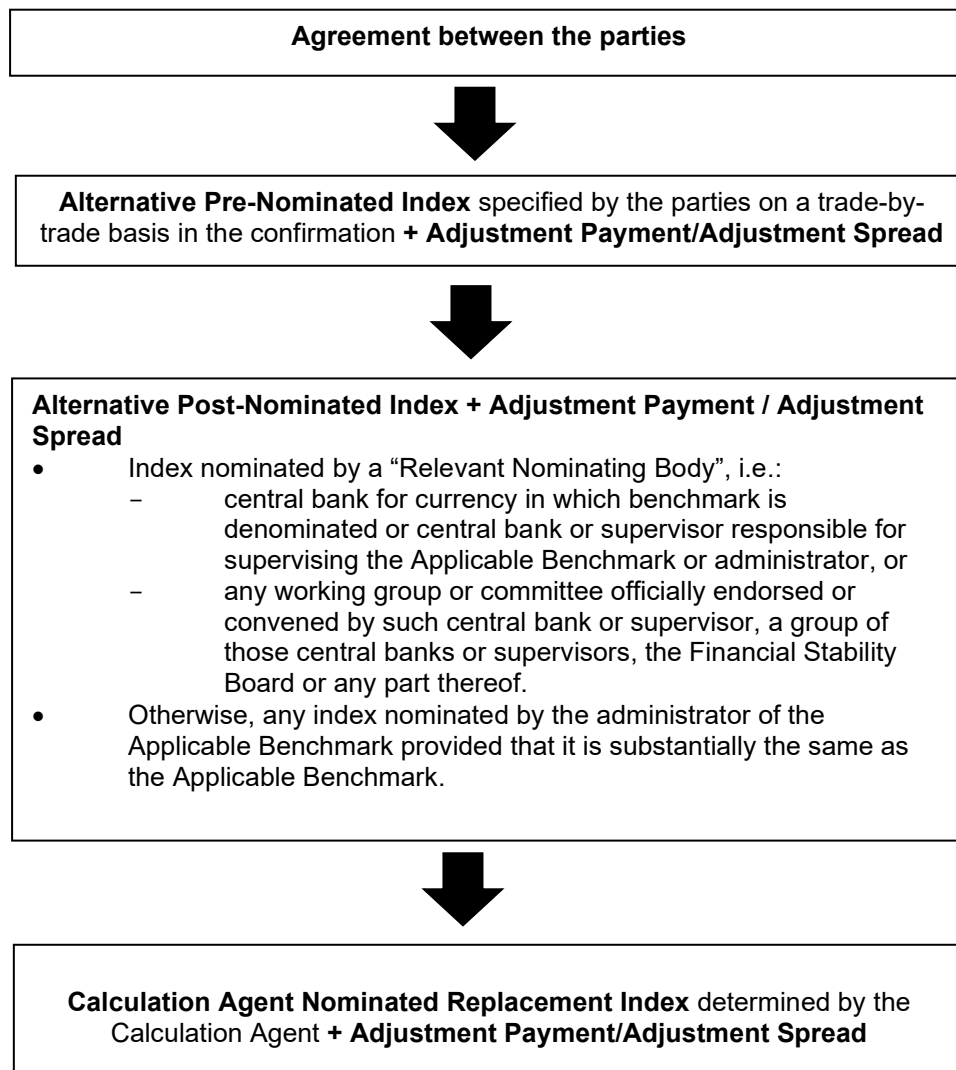 Agreement between the parties
Alternative Pre-Nominated Index specified by the parties on a trade-by-
trade basis in the confirmation + Adjustment Payment/Adjustment Spread
Alternative Post-Nominated Index + Adjustment Payment / Adjustment
Spread
• Index nominated by a “Relevant Nominating Body”, i.e.:
− central bank for currency in which benchmark is
denominated or central bank or supervisor responsible for
supervising the Applicable Benchmark or administrator, or
− any working group or committee officially endorsed or
convened by such central bank or supervisor, a group of
those central banks or supervisors, the Financial Stability
Board or any part thereof.
• Otherwise, any index nominated by the administrator of the
Applicable Benchmark provided that it is substantially the same as
the Applicable Benchmark.
Calculation Agent Nominated Replacement Index determined by the
Calculation Agent + Adjustment Payment/Adjustment Spread